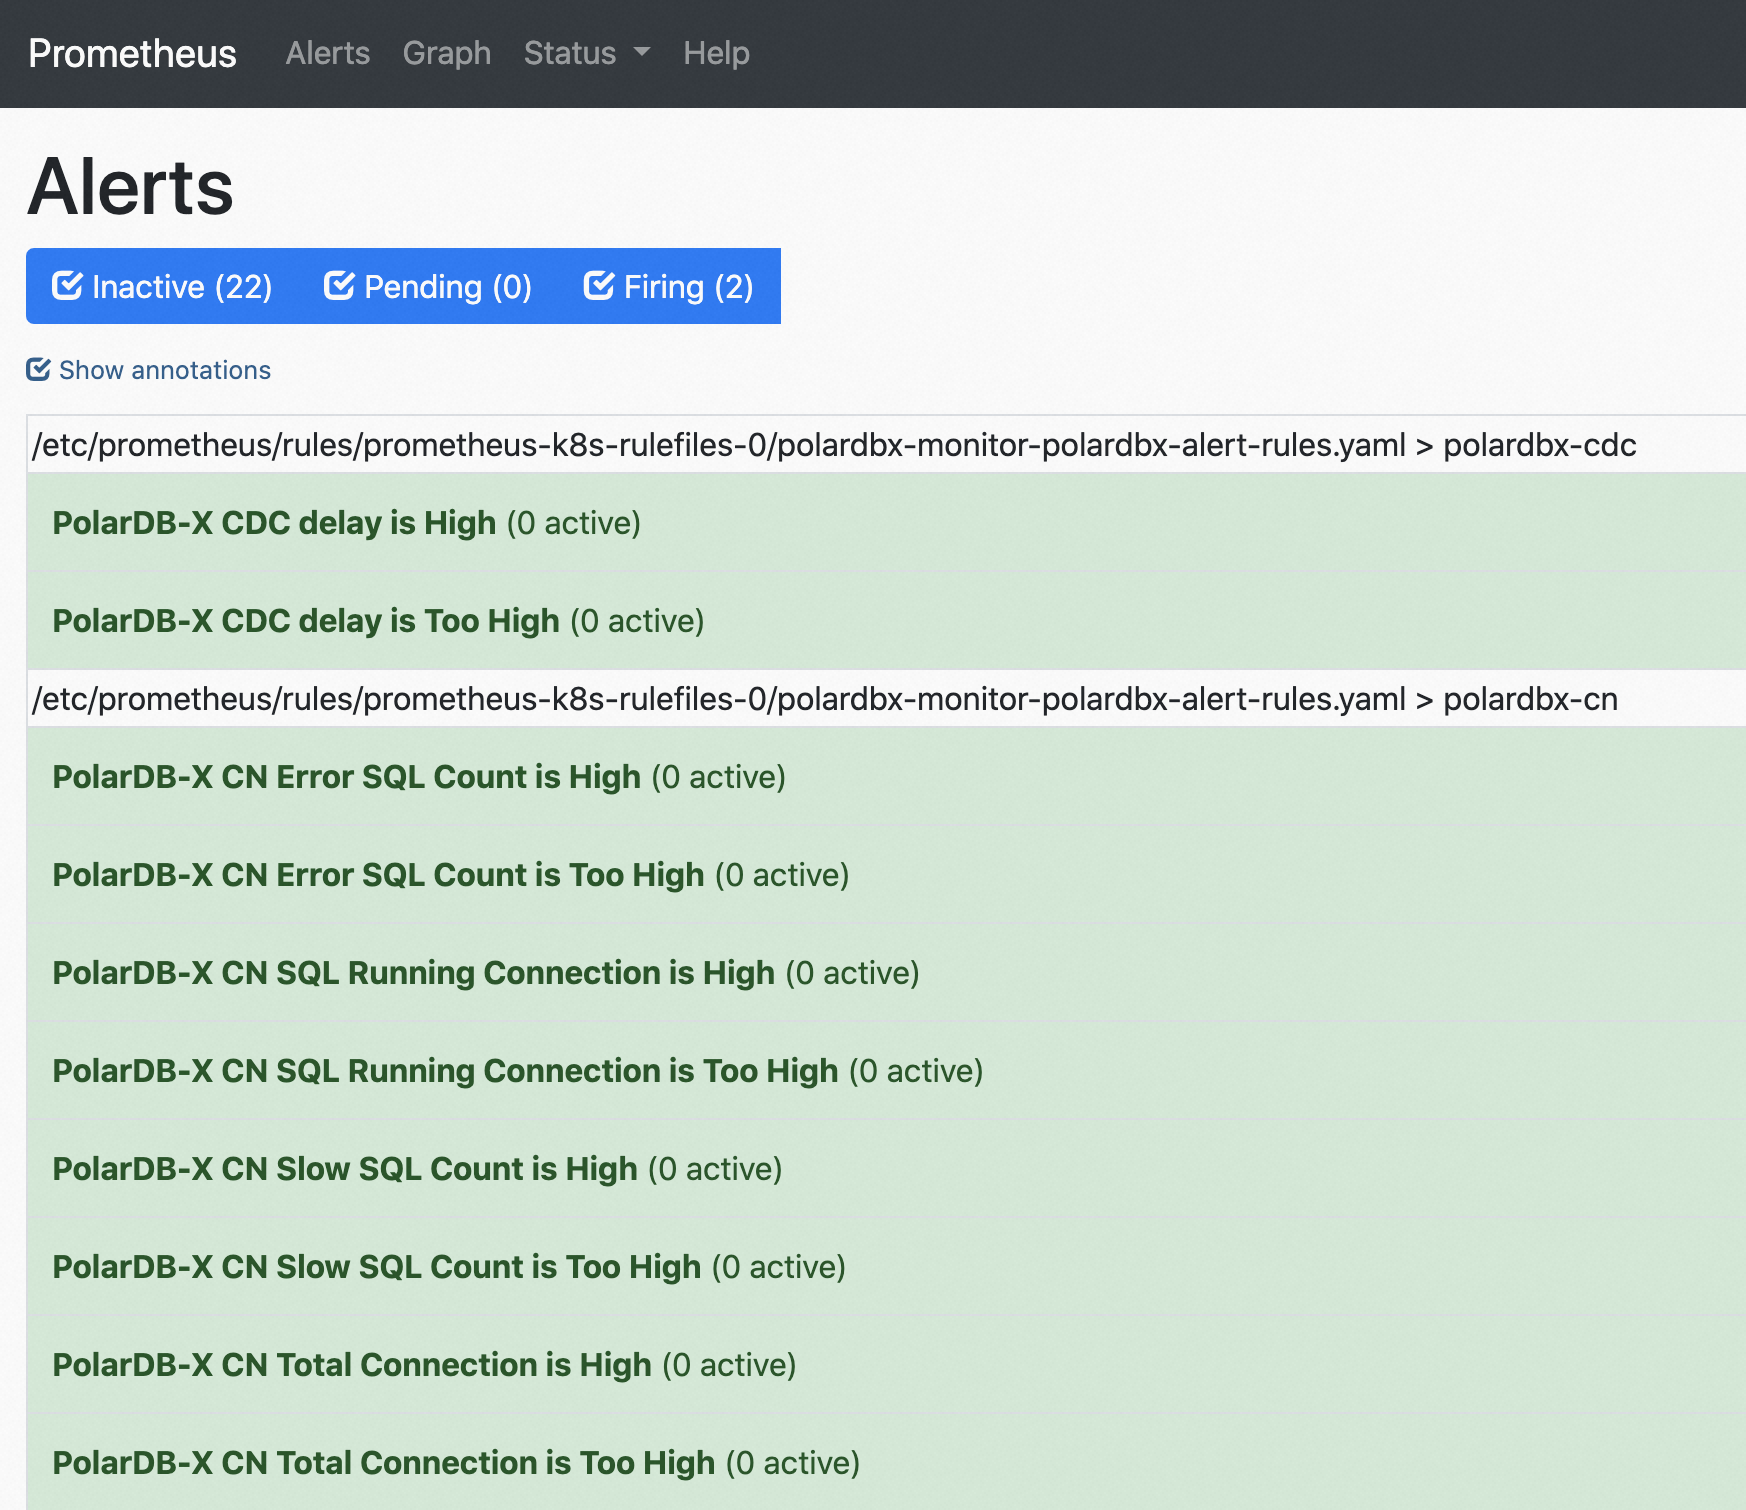 Prometheus Alerts Graph Status Help
Alerts
Inactive (22) Pending (0) Firing (2)
Show annotations
/etc/prometheus/rules/prometheus-k8s-rulefiles-0/polardbx-monitor-polardbx-alert-rules.yaml > polardbx-cdc
PolarDB-X CDC delay is High (0 active)
PolarDB-X CDC delay is Too High (0 active)
/etc/prometheus/rules/prometheus-k8s-rulefiles-0/polardbx-monitor-polardbx-alert-rules.yaml > polardbx-cn
PolarDB-X CN Error SQL Count is High (0 active)
PolarDB-X CN Error SQL Count is Too High (0 active)
PolarDB-X CN SQL Running Connection is High (0 active)
PolarDB-X CN SQL Running Connection is Too High (0 active)
PolarDB-X CN Slow SQL Count is High (0 active)
PolarDB-X CN Slow SQL Count is Too High (0 active)
PolarDB-X CN Total Connection is High (0 active)
PolarDB-X CN Total Connection is Too High (0 active)